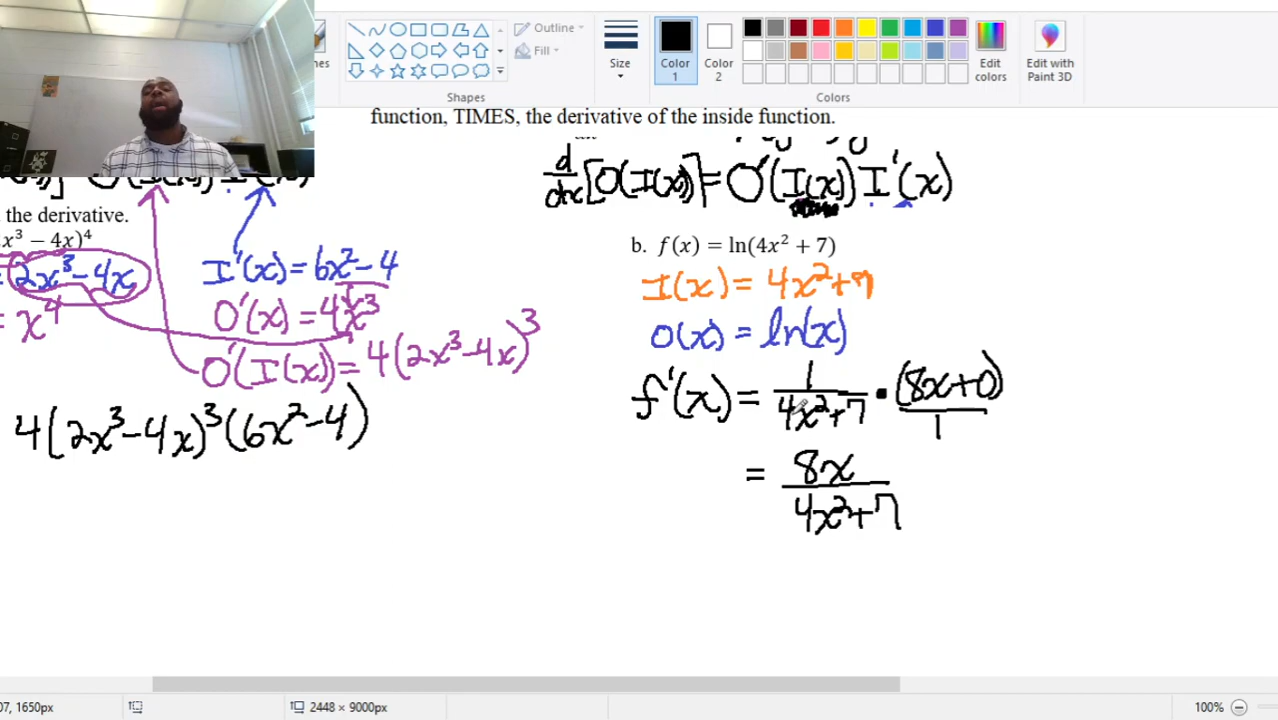 Outline
Fill
Size
Color 1
Color 2
Edit colors
Edit with Paint 3D
Shapes
Colors
function, TIMES, the derivative of the inside function.
d/dx[O(I(x))] = O'(I(x)) I'(x)
the derivative.
x³ − 4x)⁴
2x³-4x
= x⁴
I'(x) = 6x²-4
O'(x) = 4x³
O'(I(x)) = 4(2x³-4x)³
4(2x³-4x)³(6x²-4)
b. f(x) = ln(4x² + 7)
I(x) = 4x²+7
O(x) = ln(x)
f'(x) = 1/(4x²+7) · (8x+0)/1
= 8x/(4x²+7)
07, 1650px
2448 × 9000px
100%